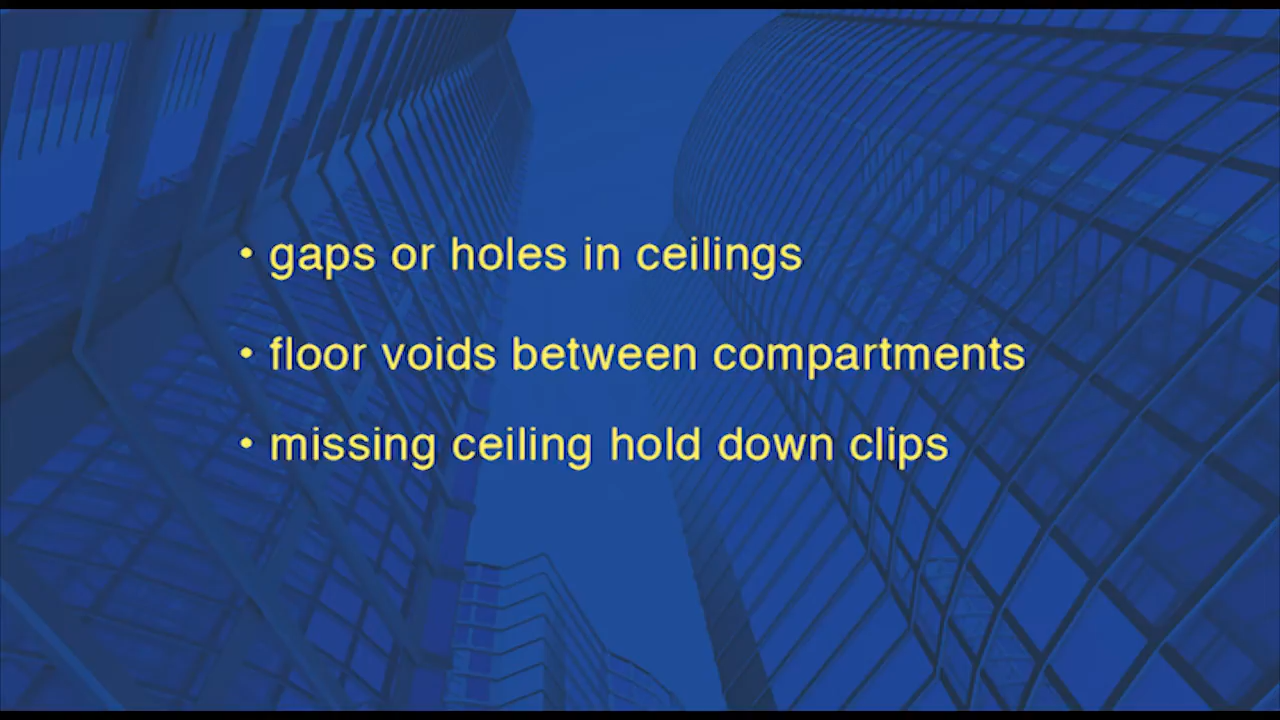 • gaps or holes in ceilings
• floor voids between compartments
• missing ceiling hold down clips